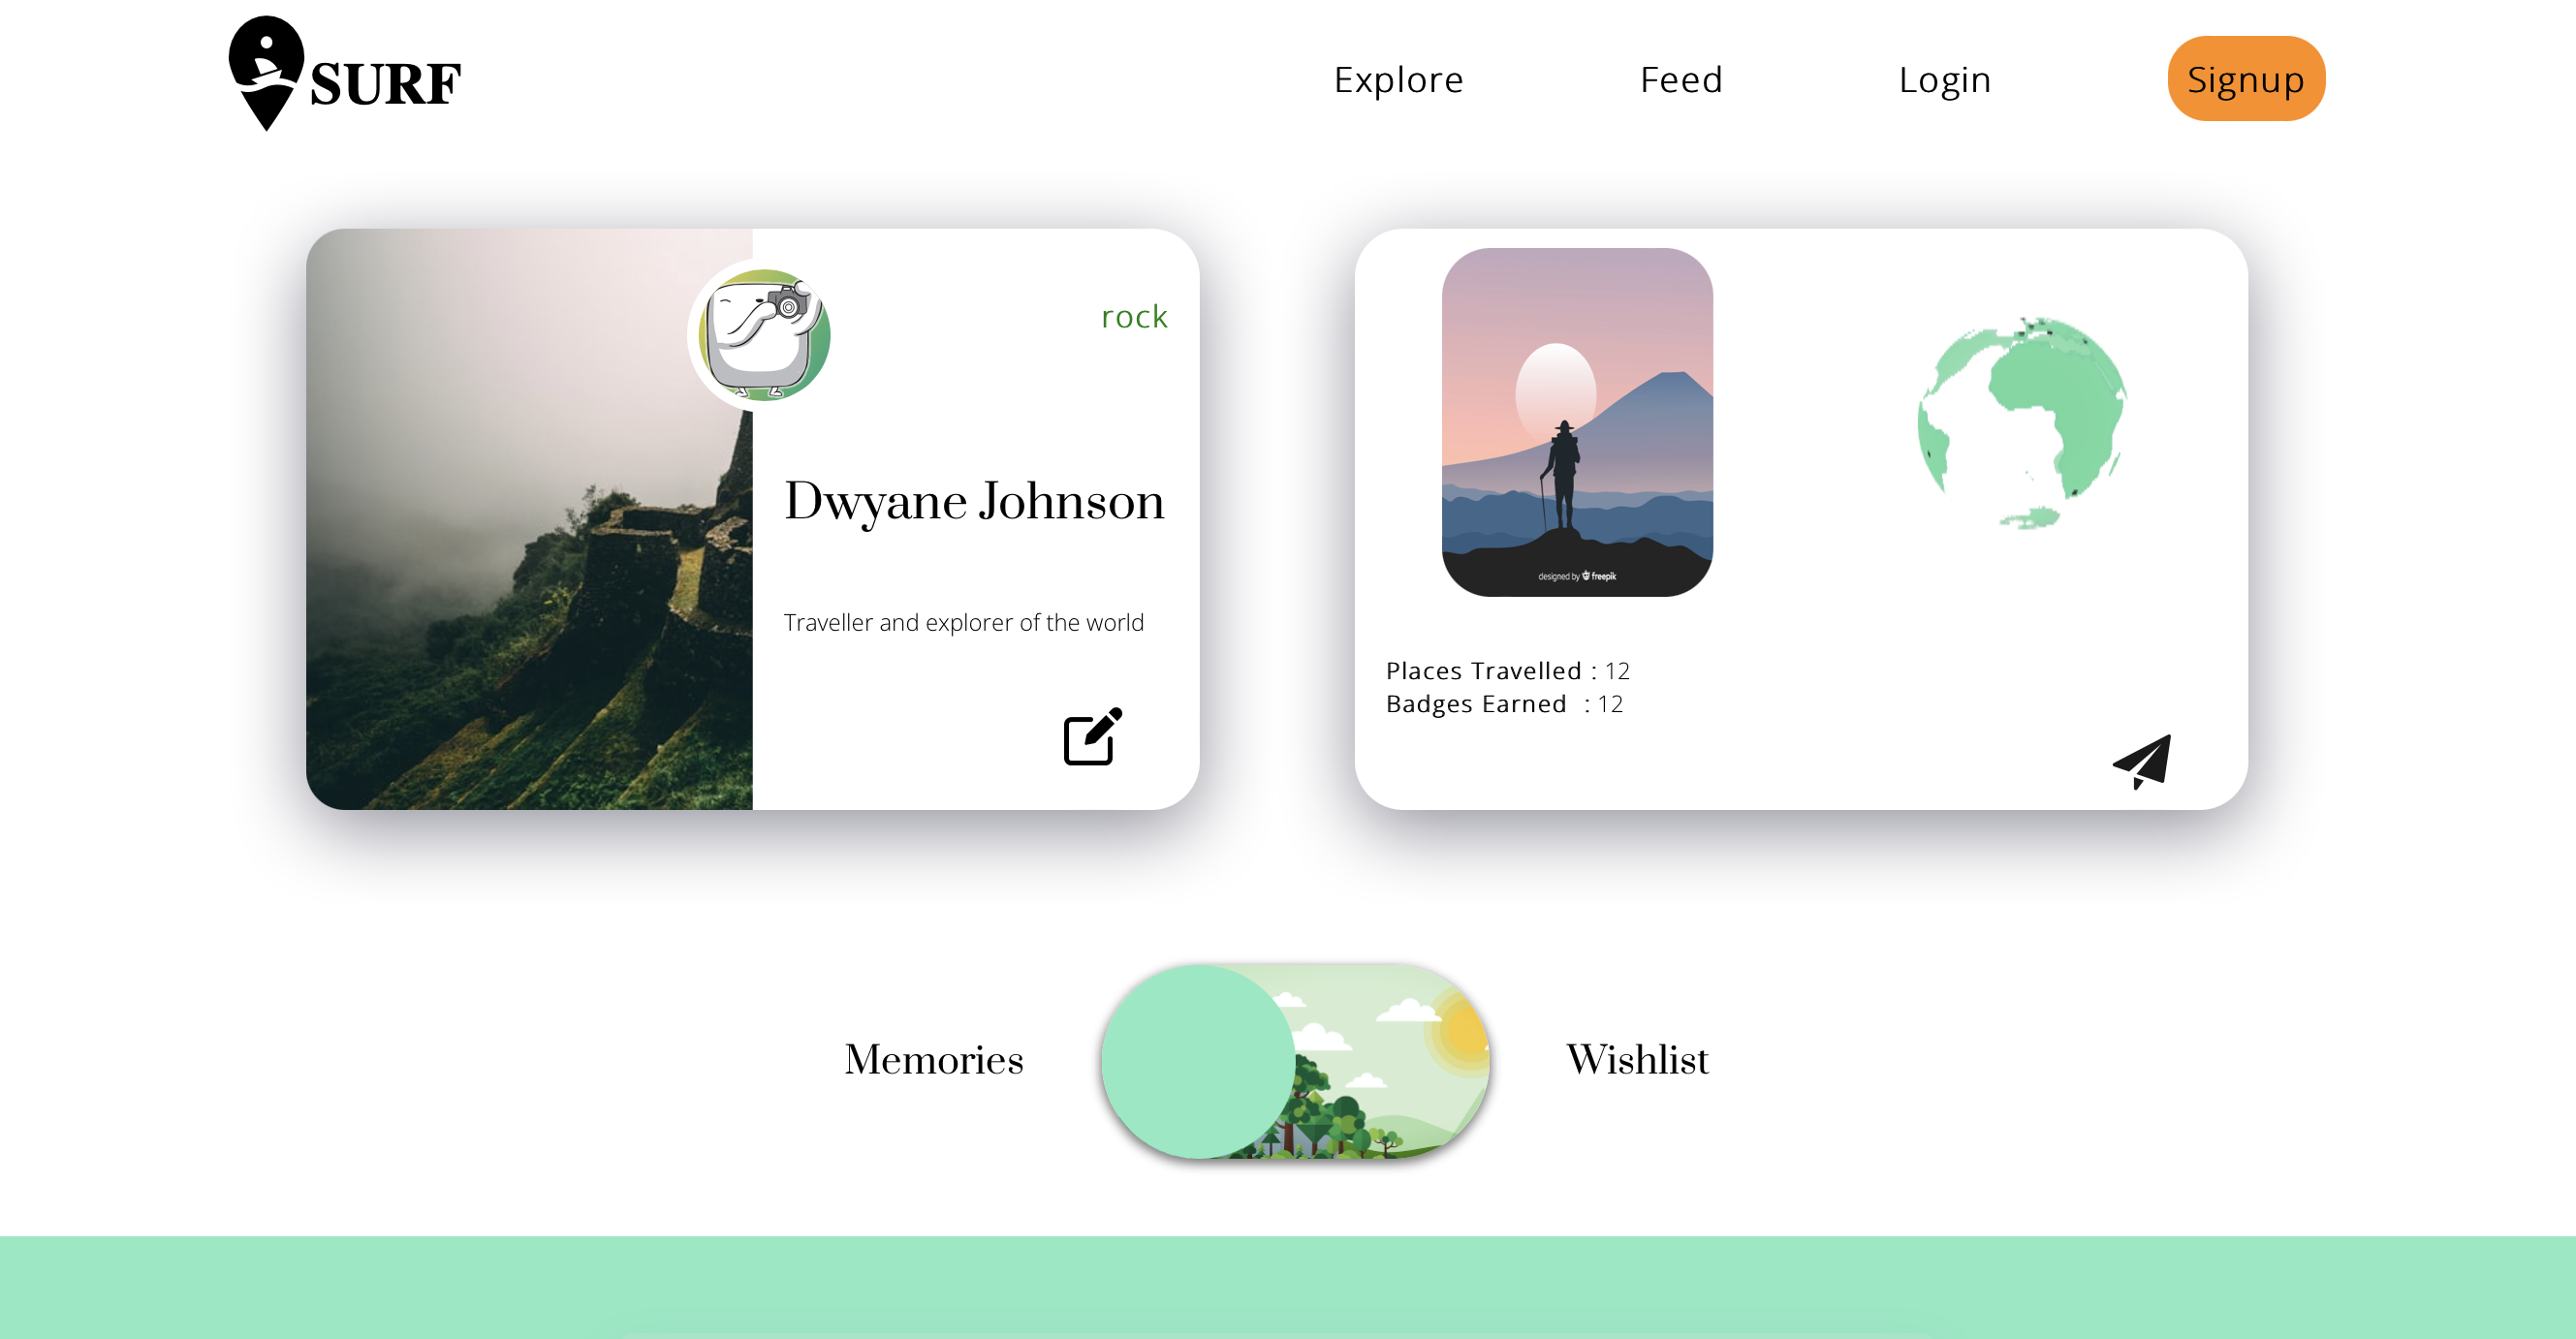 SURF
Explore
Feed
Login
Signup
rock
Dwyane Johnson
Traveller and explorer of the world
designed by freepik
Places Travelled : 12
Badges Earned : 12
Memories
Wishlist